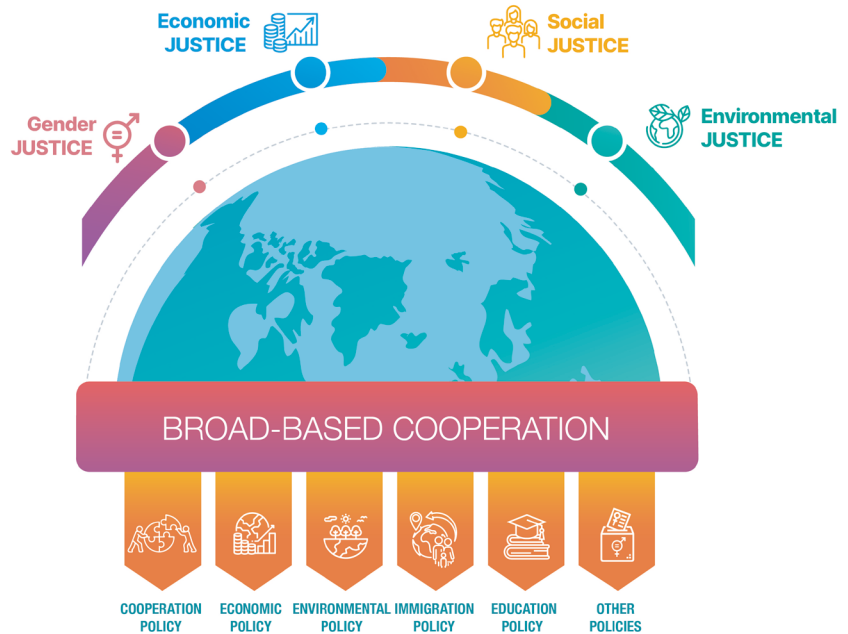 Economic
JUSTICE
Social
JUSTICE
Gender
JUSTICE
Environmental
JUSTICE
BROAD-BASED COOPERATION
COOPERATION
POLICY
ECONOMIC
POLICY
ENVIRONMENTAL
POLICY
IMMIGRATION
POLICY
EDUCATION
POLICY
OTHER
POLICIES